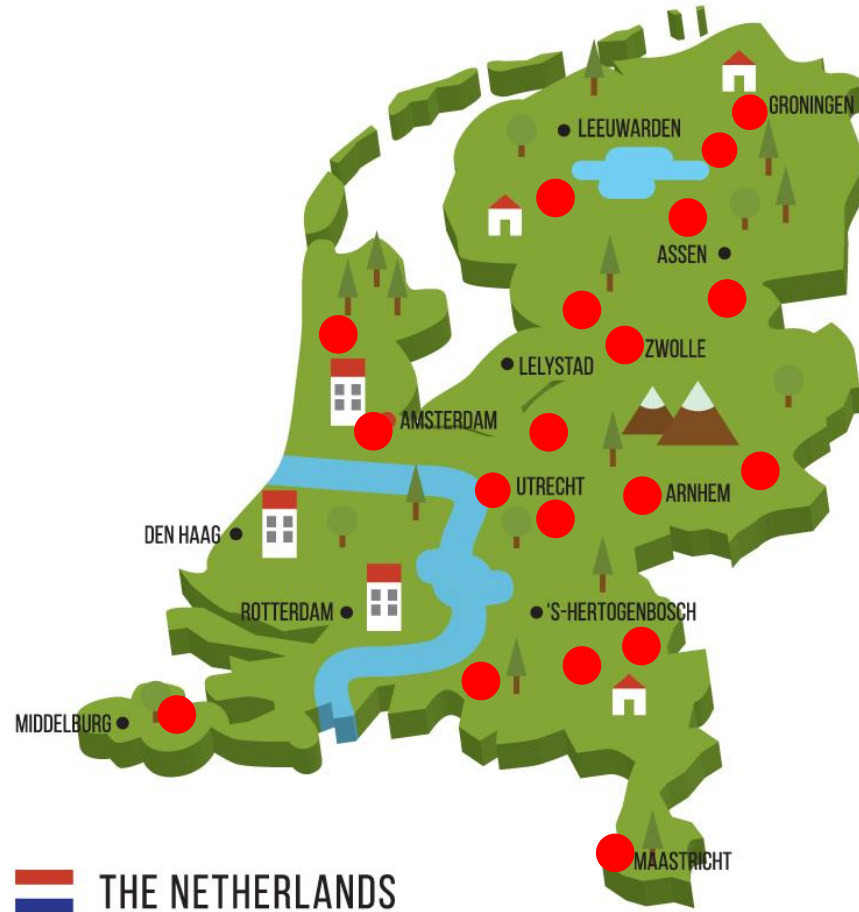 GRONINGEN
LEEUWARDEN
ASSEN
ZWOLLE
LELYSTAD
AMSTERDAM
UTRECHT
ARNHEM
DEN HAAG
ROTTERDAM
'S-HERTOGENBOSCH
MIDDELBURG
MAASTRICHT
THE NETHERLANDS